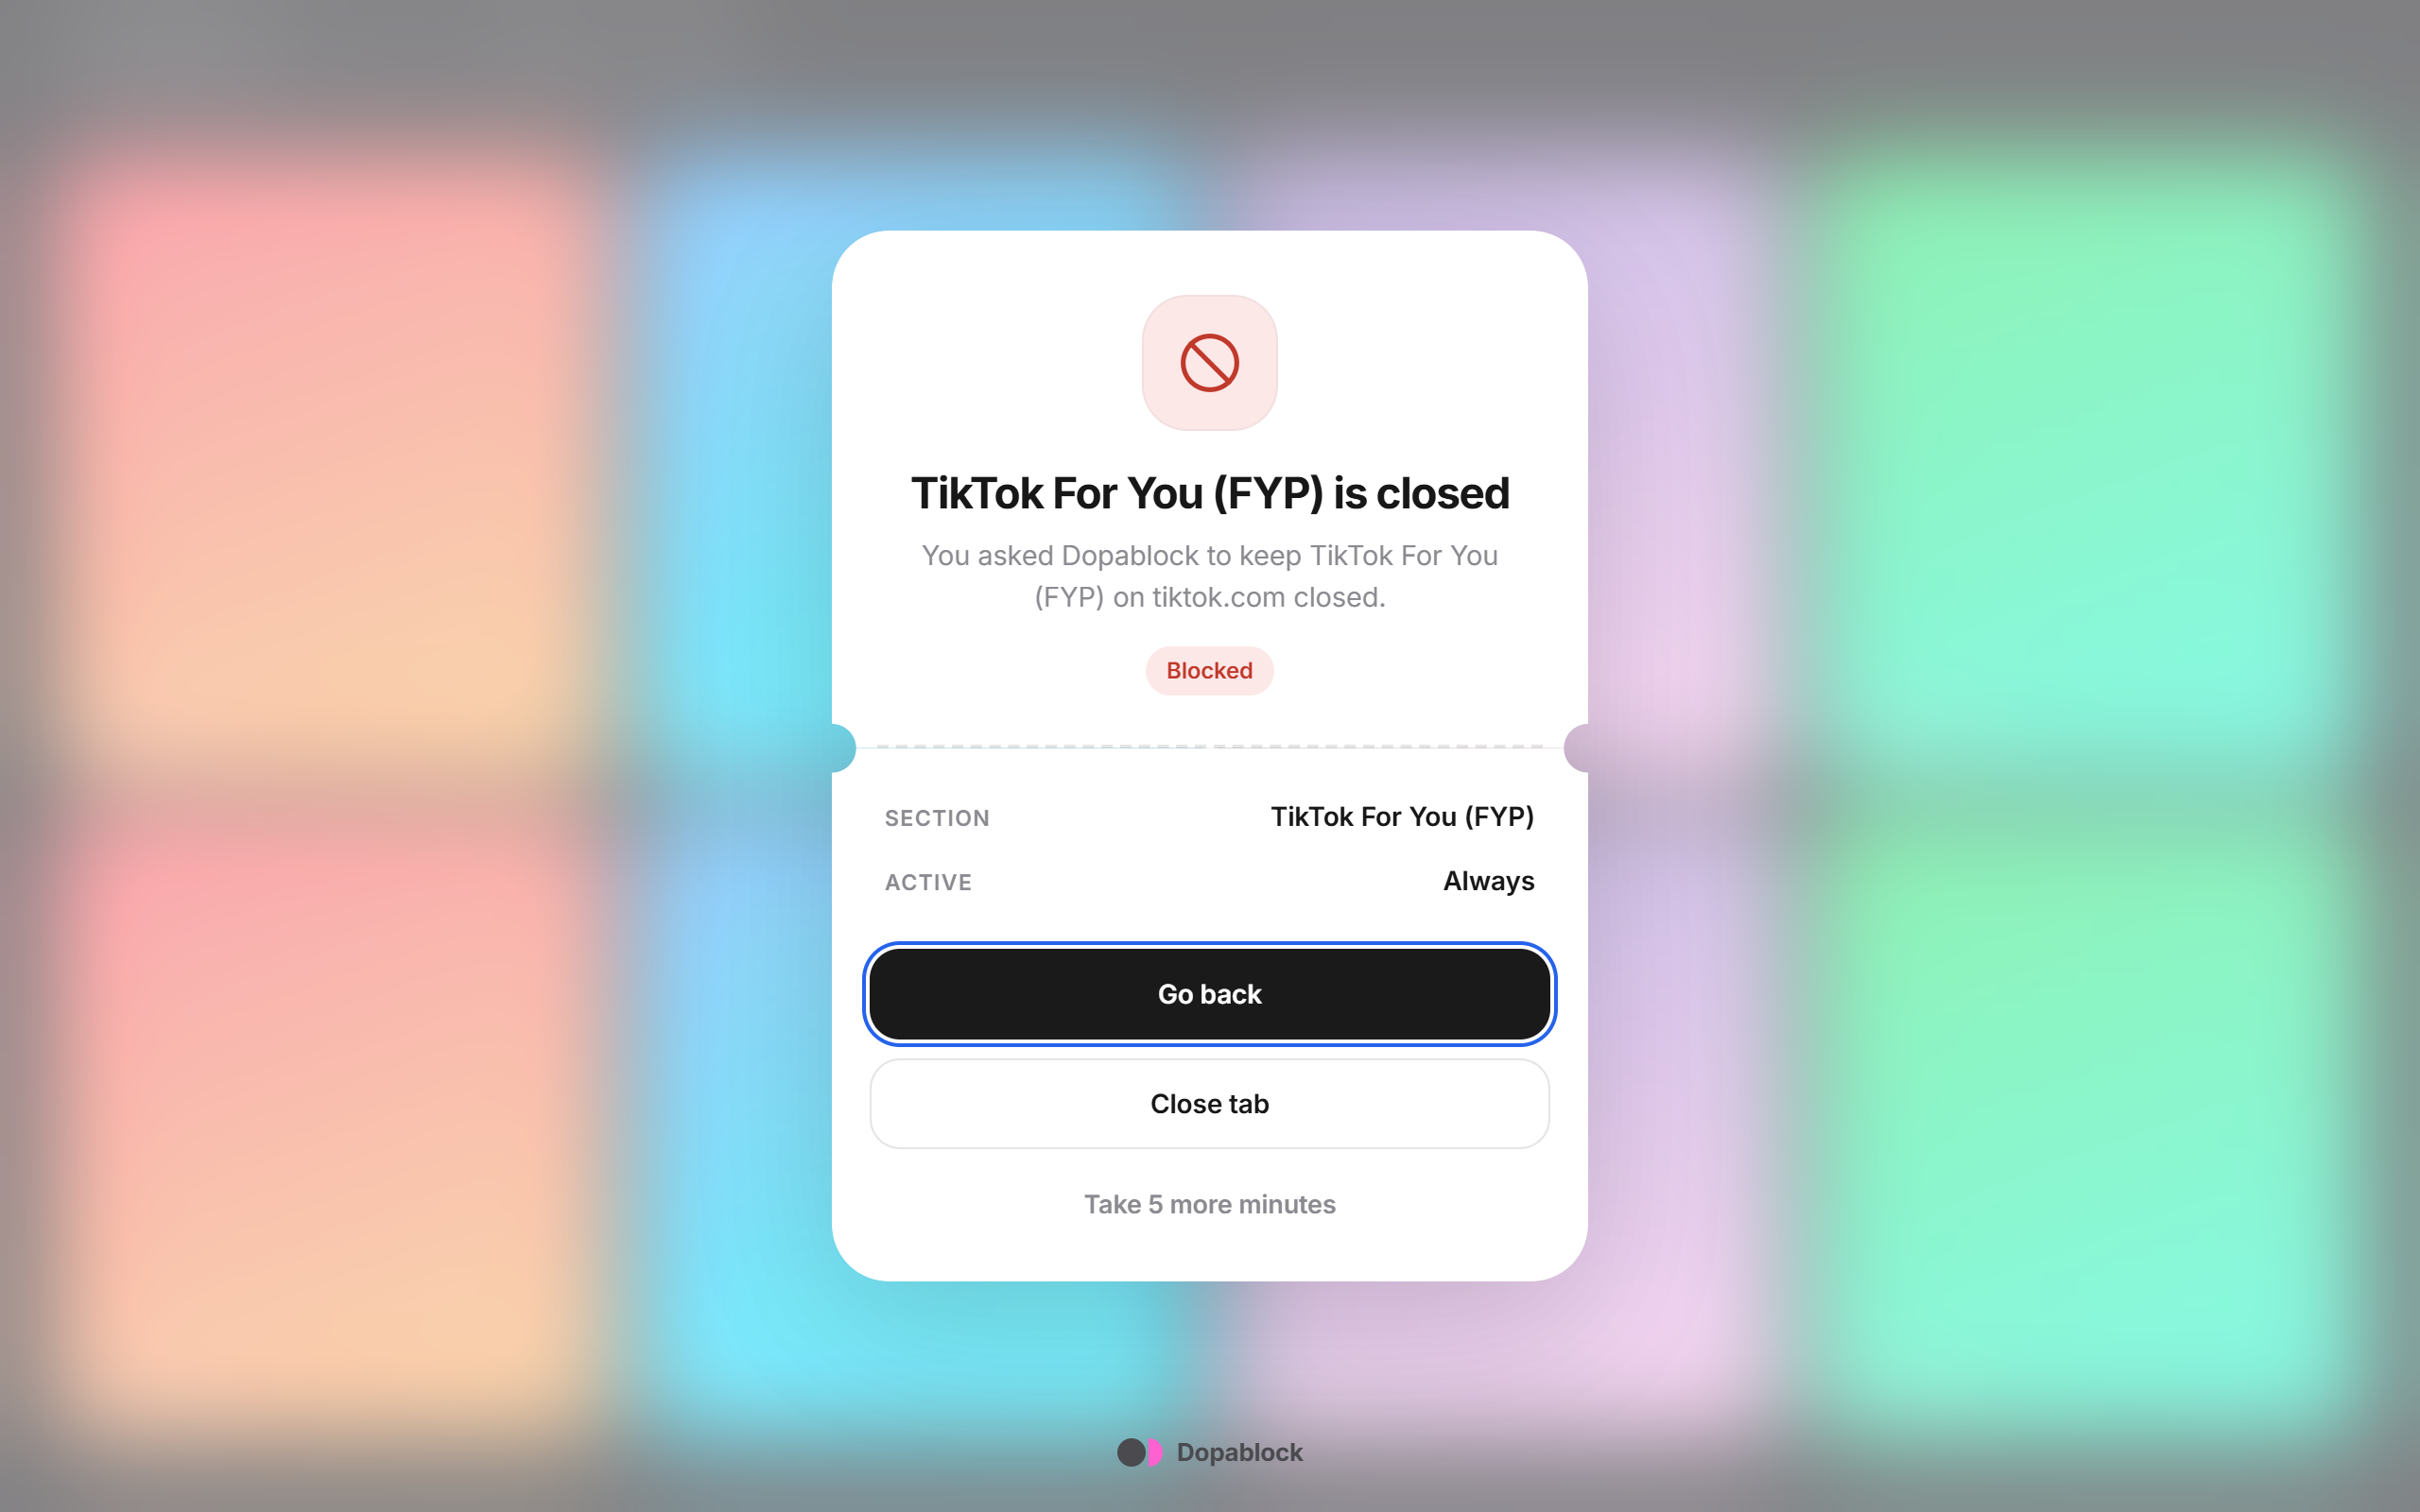 TikTok For You (FYP) is closed
You asked Dopablock to keep TikTok For You
(FYP) on tiktok.com closed.
Blocked
SECTION TikTok For You (FYP)
ACTIVE Always
Go back
Close tab
Take 5 more minutes
Dopablock